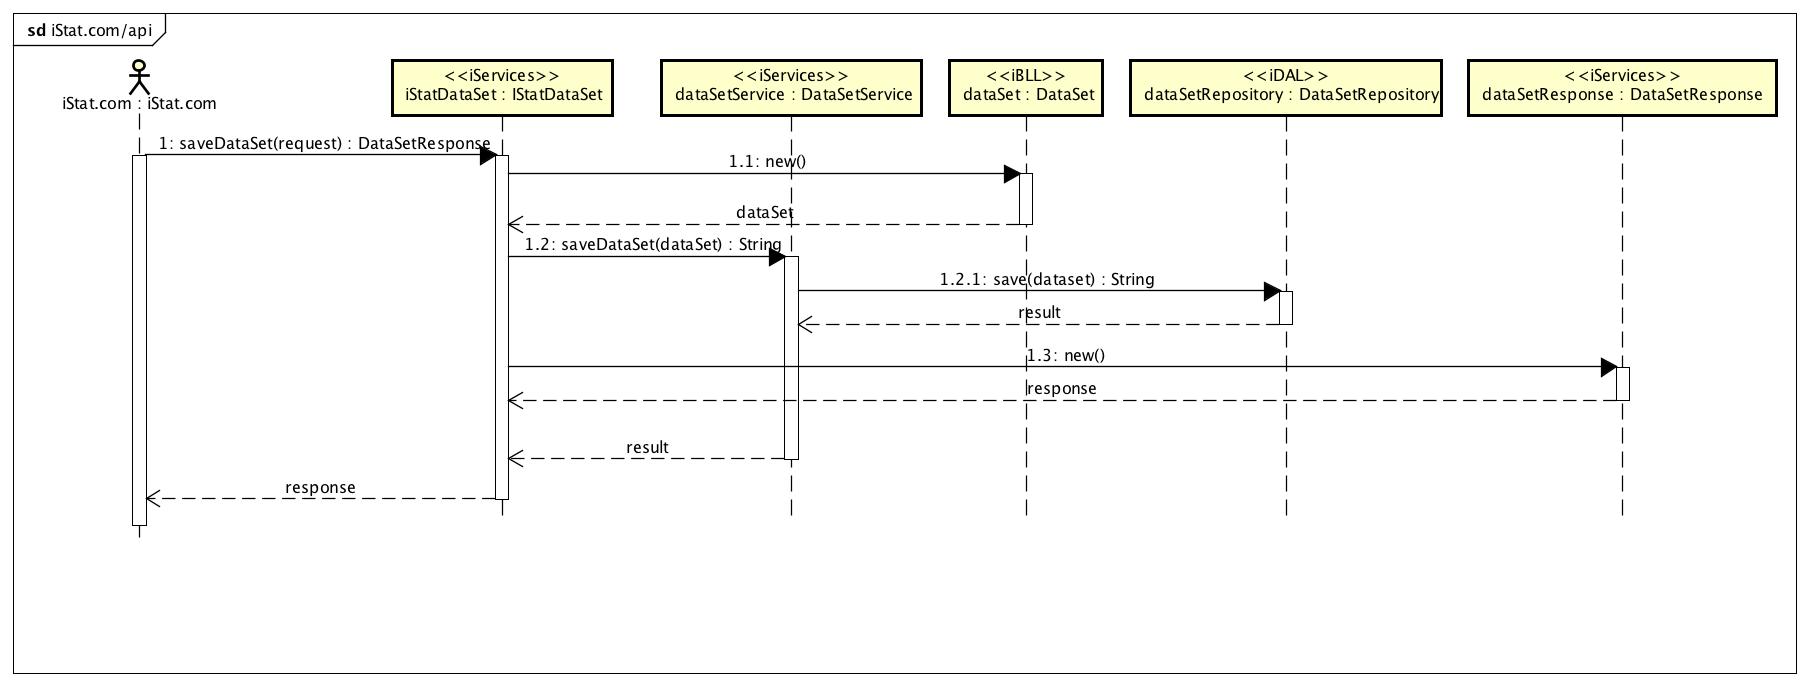 sd iStat.com/api
iStat.com : iStat.com
<<iServices>>
iStatDataSet : IStatDataSet
<<iServices>>
dataSetService : DataSetService
<<iBLL>>
dataSet : DataSet
<<iDAL>>
dataSetRepository : DataSetRepository
<<iServices>>
dataSetResponse : DataSetResponse
1: saveDataSet(request) : DataSetResponse
1.1: new()
dataSet
1.2: saveDataSet(dataSet) : String
1.2.1: save(dataset) : String
result
1.3: new()
response
result
response